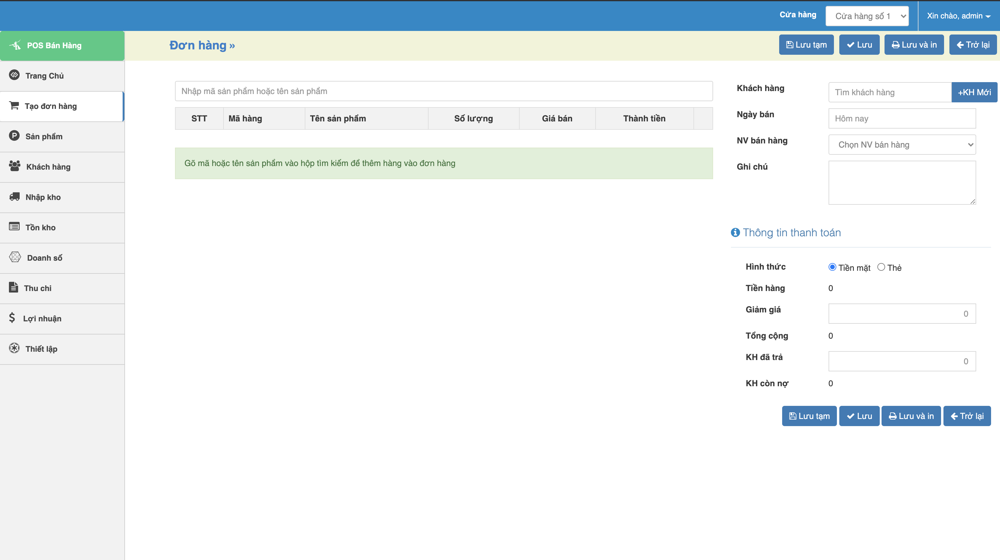 Cửa hàng
Cửa hàng số 1
Xin chào, admin
POS Bán Hàng
Đơn hàng »
Lưu tạm
Lưu
Lưu và in
Trở lại
Trang Chủ
Tạo đơn hàng
Sản phẩm
Khách hàng
Nhập kho
Tồn kho
Doanh số
Thu chi
Lợi nhuận
Thiết lập
Nhập mã sản phẩm hoặc tên sản phẩm
STT Mã hàng Tên sản phẩm Số lượng Giá bán Thành tiền
Gõ mã hoặc tên sản phẩm vào hộp tìm kiếm để thêm hàng vào đơn hàng
Khách hàng Tìm khách hàng +KH Mới
Ngày bán Hôm nay
NV bán hàng Chọn NV bán hàng
Ghi chú
Thông tin thanh toán
Hình thức Tiền mặt Thẻ
Tiền hàng 0
Giảm giá 0
Tổng cộng 0
KH đã trả 0
KH còn nợ 0
Lưu tạm
Lưu
Lưu và in
Trở lại